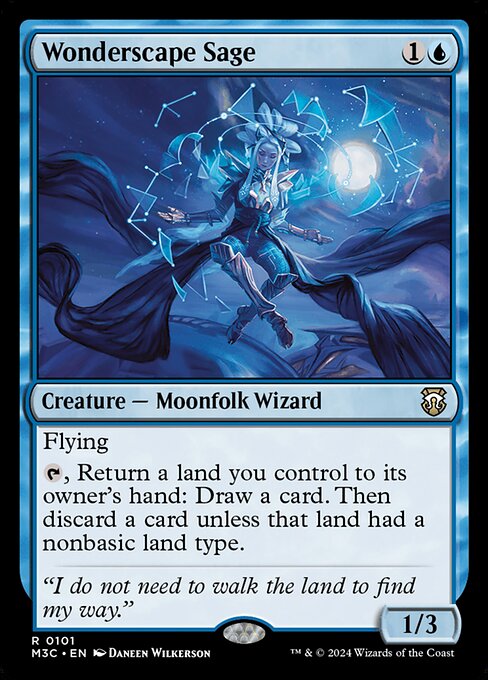 Wonderscape Sage 1
Creature — Moonfolk Wizard
Flying
, Return a land you control to its
owner's hand: Draw a card. Then
discard a card unless that land had a
nonbasic land type.
"I do not need to walk the land to find
my way."
1/3
R 0101
M3C • EN DANEEN WILKERSON
™ & © 2024 Wizards of the Coast